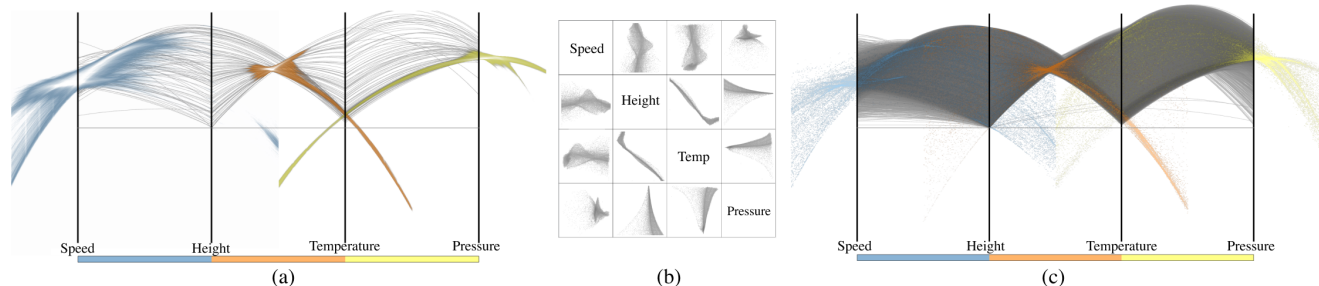 Speed
Height
Temperature
Pressure
(a)
Speed
Height
Temp
Pressure
(b)
Speed
Height
Temperature
Pressure
(c)